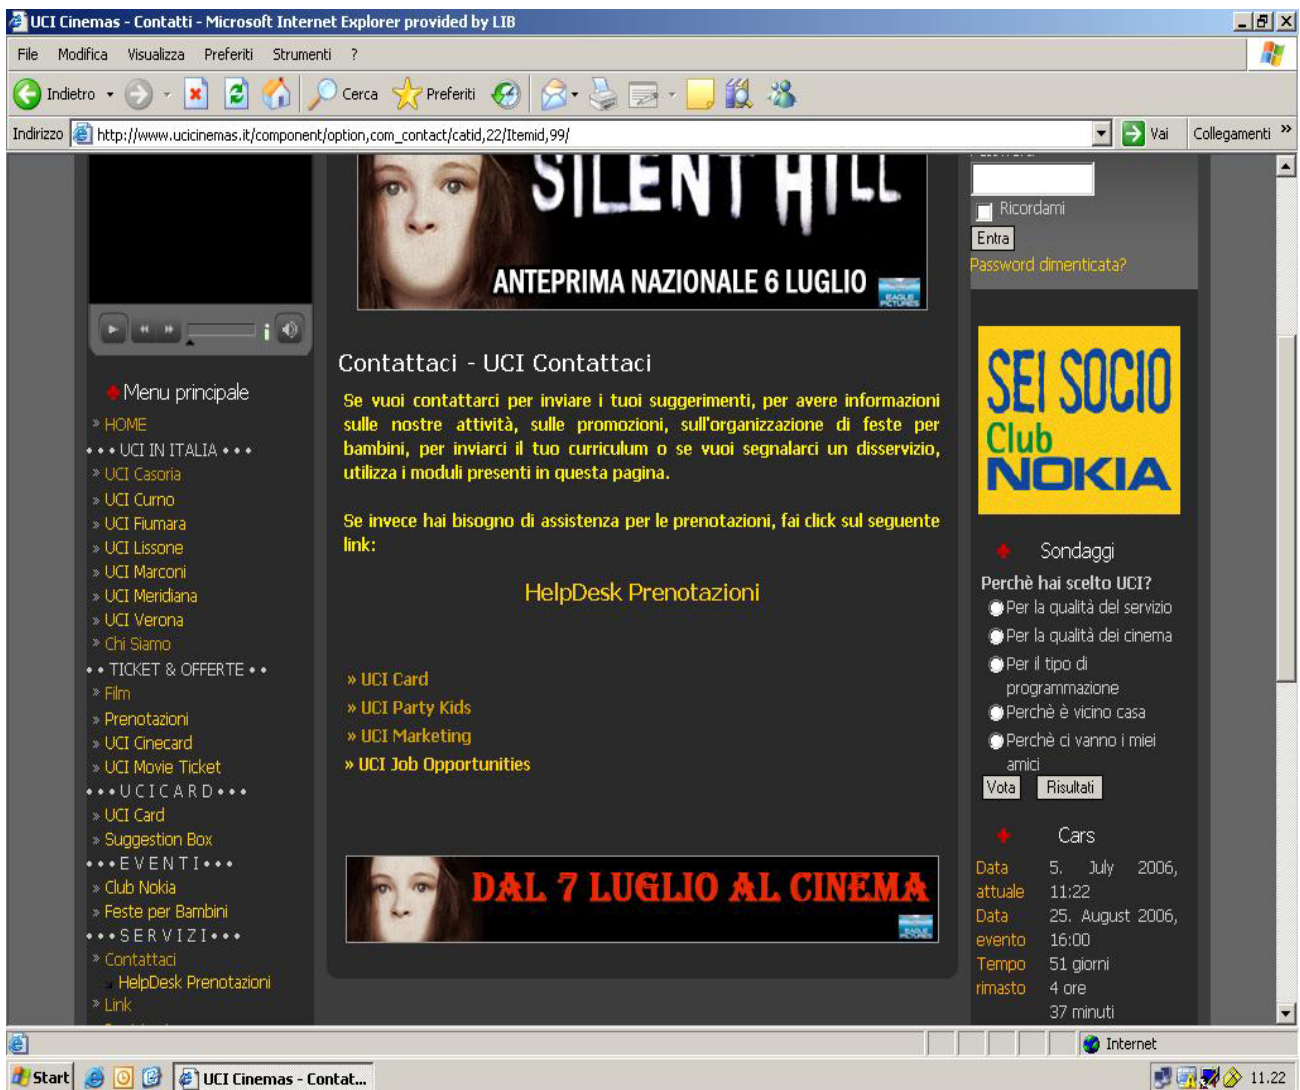 UCI Cinemas - Contatti - Microsoft Internet Explorer provided by LIB
File Modifica Visualizza Preferiti Strumenti ?
Indietro Cerca Preferiti
Indirizzo http://www.ucicinemas.it/component/option,com_contact/catid,22/Itemid,99/ Vai Collegamenti »
SILENT HILL
ANTEPRIMA NAZIONALE 6 LUGLIO
EAGLE
PICTURES
Menu principale
» HOME
• • • UCI IN ITALIA • • •
» UCI Casoria
» UCI Curno
» UCI Fiumara
» UCI Lissone
» UCI Marconi
» UCI Meridiana
» UCI Verona
» Chi Siamo
• • TICKET & OFFERTE • •
» Film
» Prenotazioni
» UCI Cinecard
» UCI Movie Ticket
• • • U C I C A R D • • •
» UCI Card
» Suggestion Box
• • • E V E N T I • • •
» Club Nokia
» Feste per Bambini
• • • S E R V I Z I • • •
» Contattaci
HelpDesk Prenotazioni
» Link
Contattaci - UCI Contattaci
Se vuoi contattarci per inviare i tuoi suggerimenti, per avere informazioni
sulle nostre attività, sulle promozioni, sull'organizzazione di feste per
bambini, per inviarci il tuo curriculum o se vuoi segnalarci un disservizio,
utilizza i moduli presenti in questa pagina.
Se invece hai bisogno di assistenza per le prenotazioni, fai click sul seguente
link:
HelpDesk Prenotazioni
» UCI Card
» UCI Party Kids
» UCI Marketing
» UCI Job Opportunities
DAL 7 LUGLIO AL CINEMA
Ricordami
Entra
Password dimenticata?
SEI SOCIO
Club
NOKIA
Sondaggi
Perchè hai scelto UCI?
Per la qualità del servizio
Per la qualità dei cinema
Per il tipo di
programmazione
Perchè è vicino casa
Perchè ci vanno i miei
amici
Vota Risultati
Cars
Data 5. July 2006,
attuale 11:22
Data 25. August 2006,
evento 16:00
Tempo 51 giorni
rimasto 4 ore
37 minuti
Internet
Start UCI Cinemas - Contat... 11.22